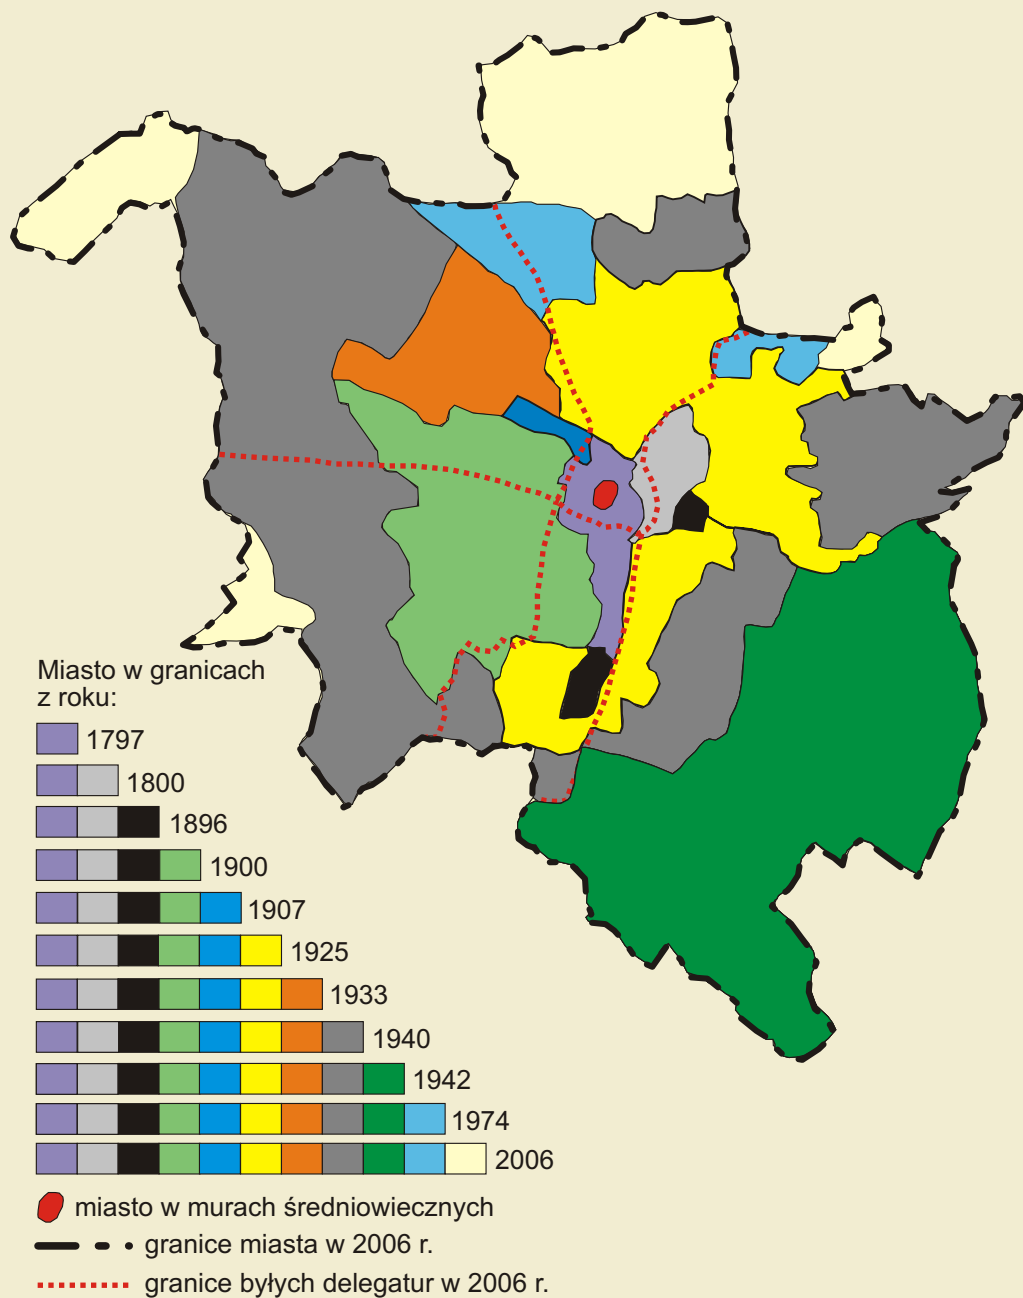 Miasto w granicach
z roku:
1797
1800
1896
1900
1907
1925
1933
1940
1942
1974
2006
miasto w murach średniowiecznych
granice miasta w 2006 r.
granice byłych delegatur w 2006 r.